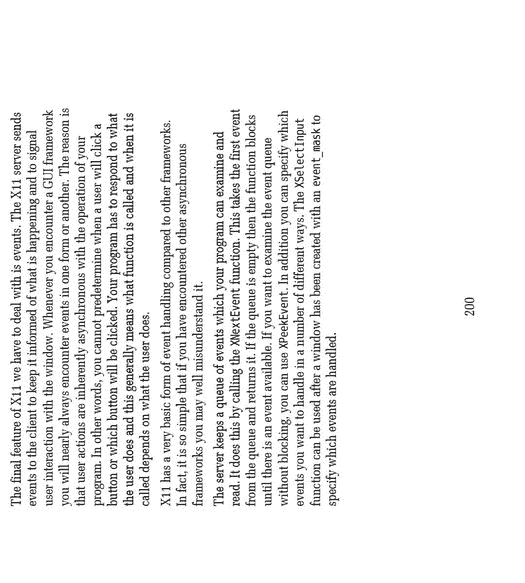 The final feature of X11 we have to deal with is events. The X11 server sends
events to the client to keep it informed of what is happening and to signal
user interaction with the window. Whenever you encounter a GUI framework
you will nearly always encounter events in one form or another. The reason is
that user actions are inherently asynchronous with the operation of your
program. In other words, you cannot predetermine when a user will click a
button or which button will be clicked. Your program has to respond to what
the user does and this generally means what function is called and when it is
called depends on what the user does.
X11 has a very basic form of event handling compared to other frameworks.
In fact, it is so simple that if you have encountered other asynchronous
frameworks you may well misunderstand it.
The server keeps a queue of events which your program can examine and
read. It does this by calling the XNextEvent function. This takes the first event
from the queue and returns it. If the queue is empty then the function blocks
until there is an event available. If you want to examine the event queue
without blocking, you can use XPeekEvent. In addition you can specify which
events you want to handle in a number of different ways. The XSelectInput
function can be used after a window has been created with an event_mask to
specify which events are handled.
200